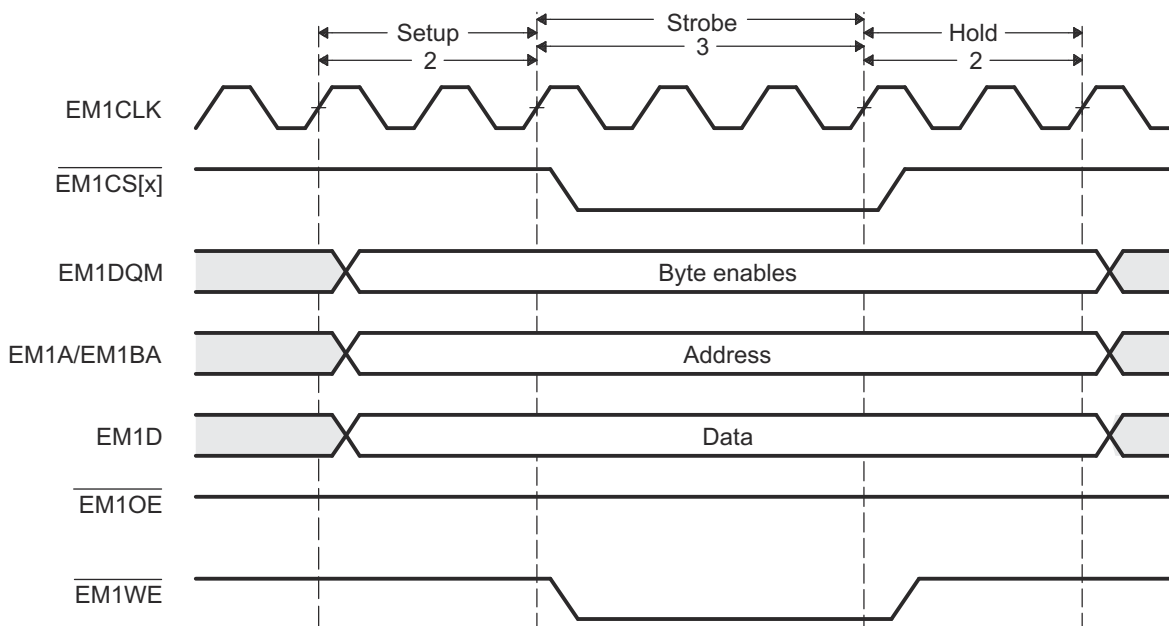 Setup
Strobe
Hold
2
3
2
EM1CLK
EM1CS[x]
EM1DQM
Byte enables
EM1A/EM1BA
Address
EM1D
Data
EM1OE
EM1WE